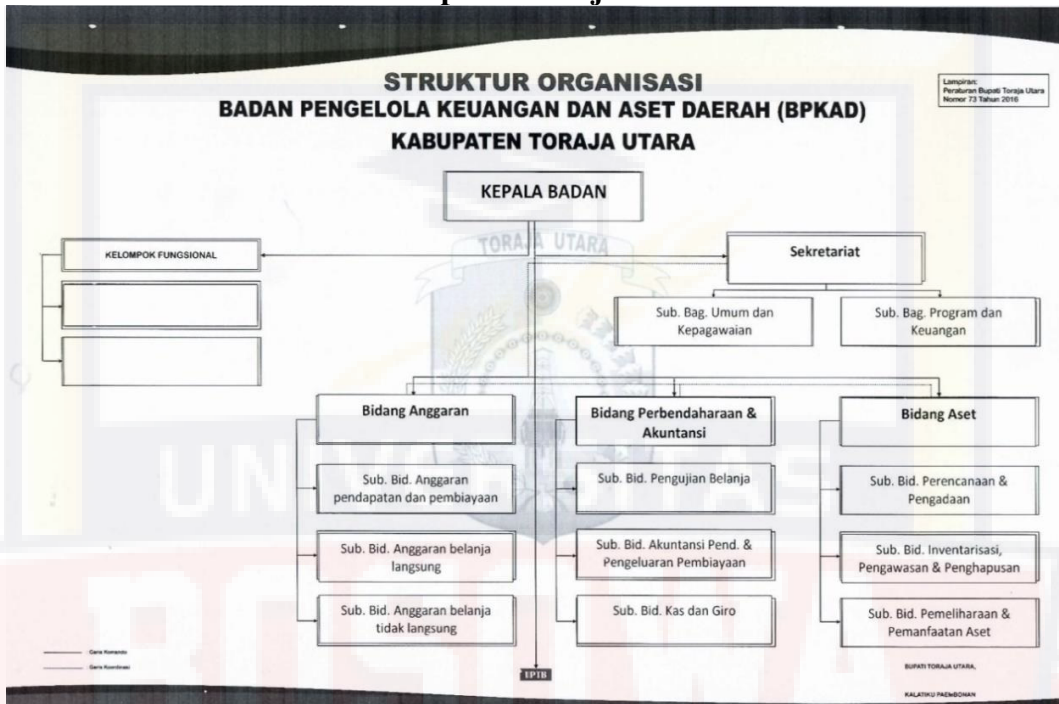 STRUKTUR ORGANISASI
BADAN PENGELOLA KEUANGAN DAN ASET DAERAH (BPKAD)
KABUPATEN TORAJA UTARA
Lampiran:
Peraturan Bupati Toraja Utara
Nomor 73 Tahun 2016
KEPALA BADAN
TORAJA UTARA
KELOMPOK FUNGSIONAL
Sekretariat
Sub. Bag. Umum dan
Kepagawaian
Sub. Bag. Program dan
Keuangan
Bidang Anggaran
Bidang Perbendaharaan &
Akuntansi
Bidang Aset
UNIVERSITAS
Sub. Bid. Anggaran
pendapatan dan pembiayaan
Sub. Bid. Pengujian Belanja
Sub. Bid. Perencanaan &
Pengadaan
Sub. Bid. Anggaran belanja
langsung
Sub. Bid. Akuntansi Pend. &
Pengeluaran Pembiayaan
Sub. Bid. Inventarisasi,
Pengawasan & Penghapusan
BOSOWA
Sub. Bid. Anggaran belanja
tidak langsung
Sub. Bid. Kas dan Giro
Sub. Bid. Pemeliharaan &
Pemanfaatan Aset
Garis Komando
Garis Koordinasi
UPTB
BUPATI TORAJA UTARA,
KALATIKU PAEMBONAN